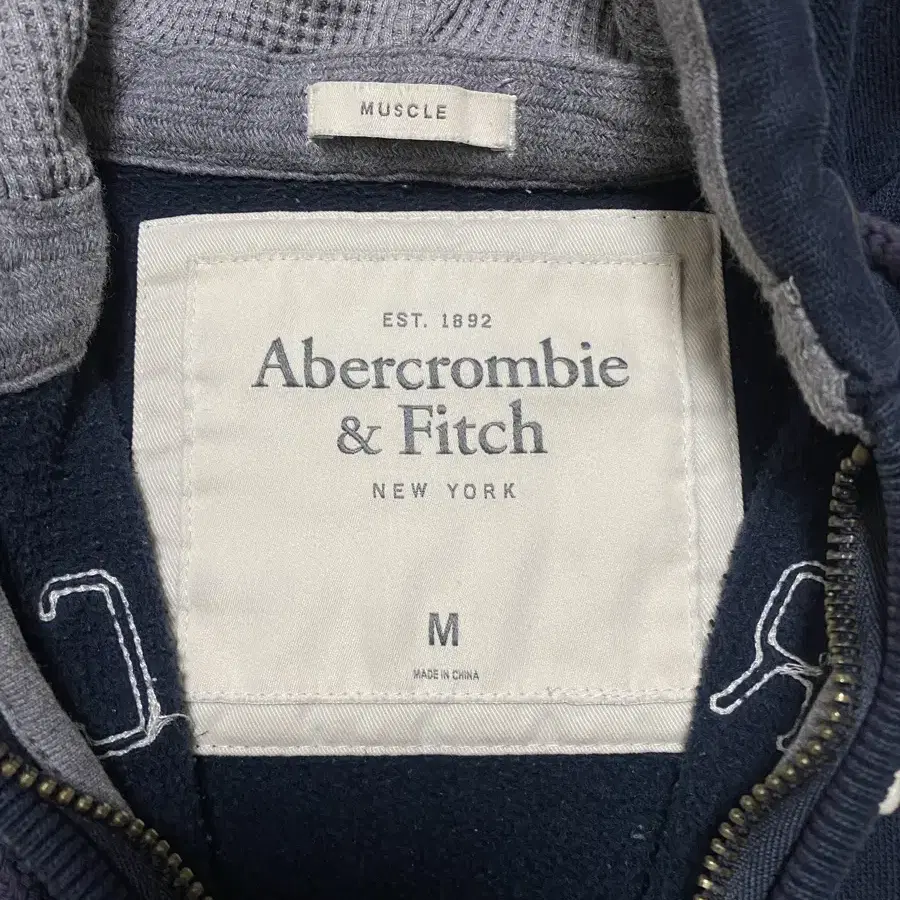 MUSCLE
EST. 1892
Abercrombie
& Fitch
NEW YORK
M
MADE IN CHINA